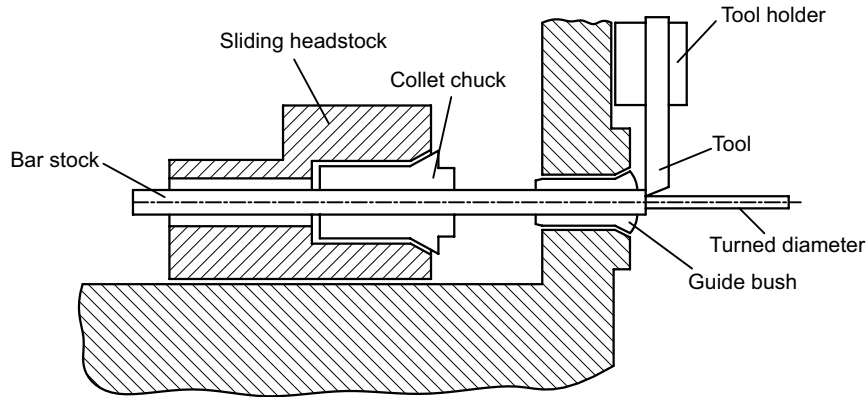 Tool holder
Sliding headstock
Collet chuck
Tool
Bar stock
Turned diameter
Guide bush